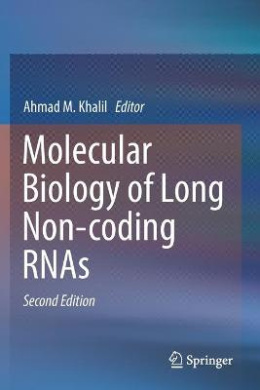 Ahmad M. Khalil Editor
Molecular
Biology of Long
Non-coding
RNAs
Second Edition
Springer